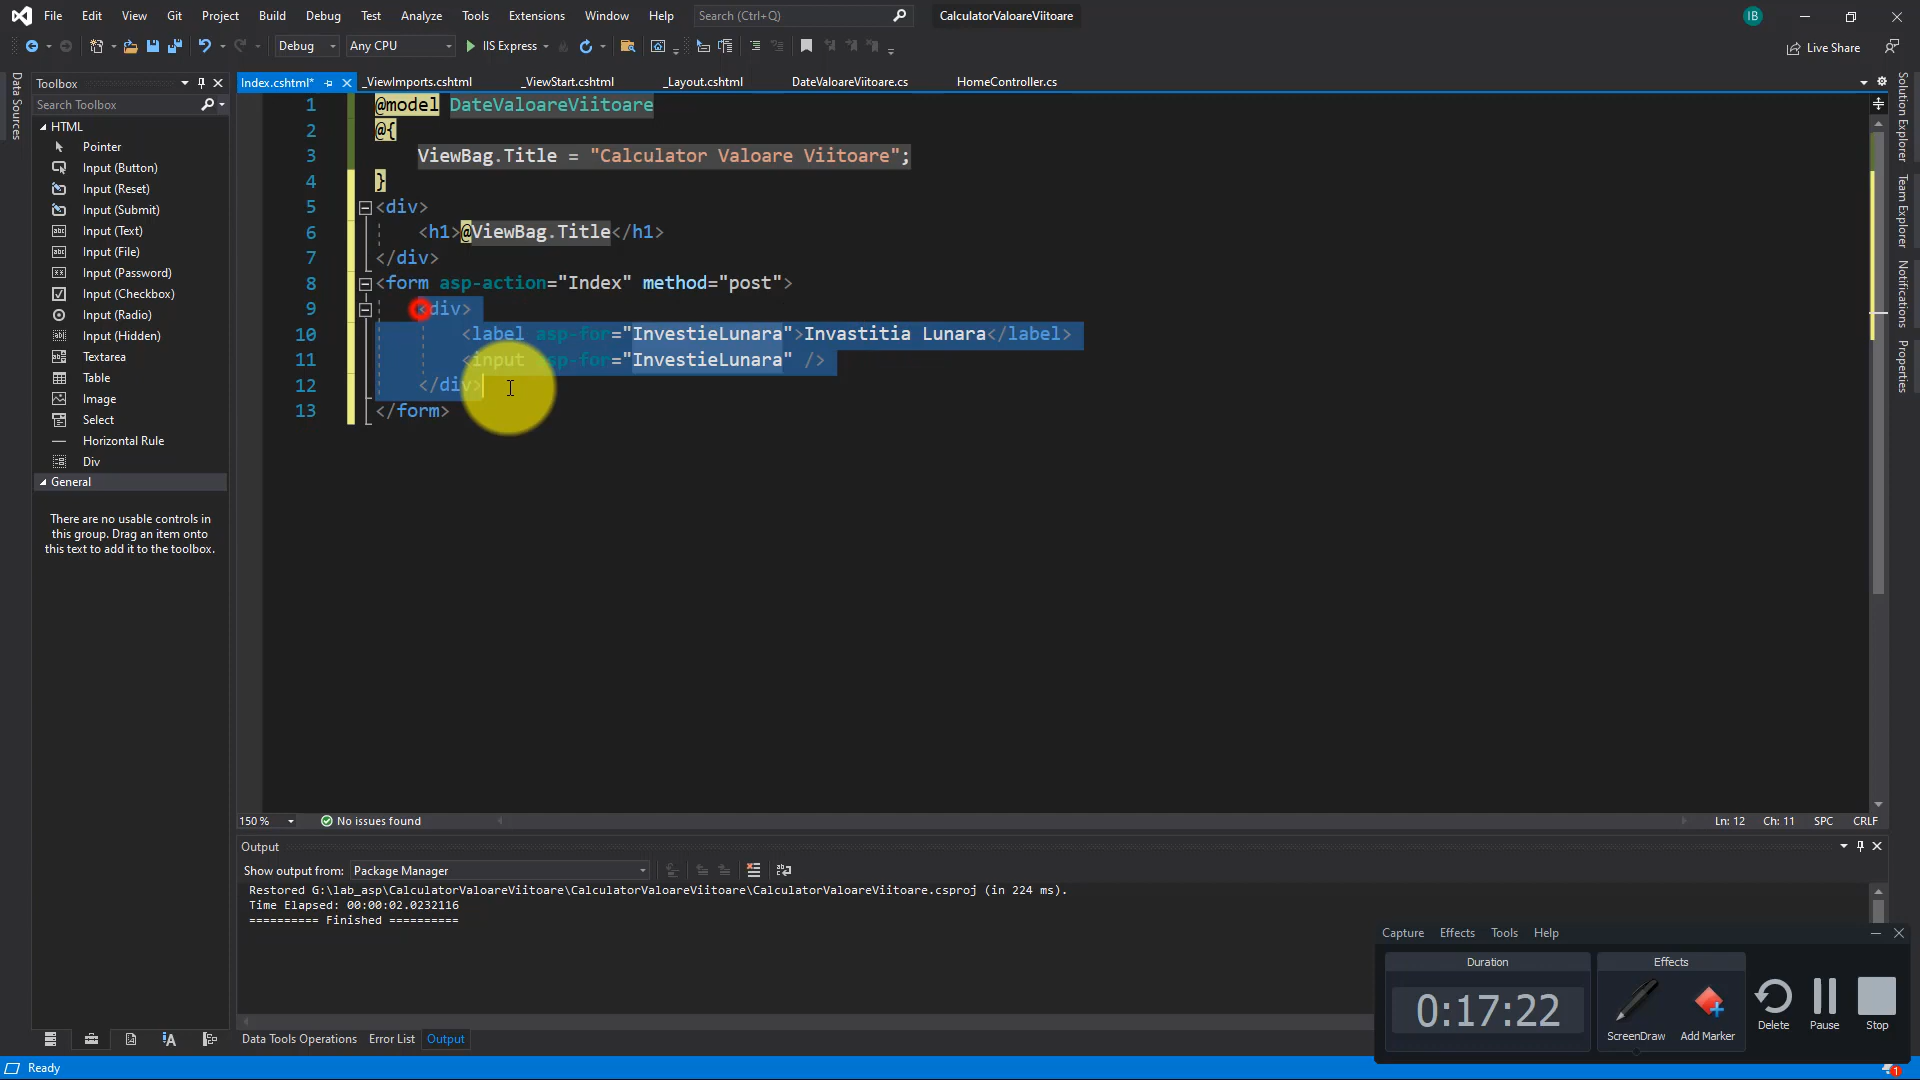 File Edit View Git Project Build Debug Test Analyze Tools Extensions Window Help Search (Ctrl+Q) CalculatorValoareViitoare IB
Debug Any CPU IIS Express Live Share
Data Sources
Toolbox
Search Toolbox
HTML
Pointer
Input (Button)
Input (Reset)
Input (Submit)
Input (Text)
Input (File)
Input (Password)
Input (Checkbox)
Input (Radio)
Input (Hidden)
Textarea
Table
Image
Select
Horizontal Rule
Div
General
There are no usable controls in
this group. Drag an item onto
this text to add it to the toolbox.
Index.cshtml* _ViewImports.cshtml _ViewStart.cshtml _Layout.cshtml DateValoareViitoare.cs HomeController.cs
1 @model DateValoareViitoare
2 @{
3 ViewBag.Title = "Calculator Valoare Viitoare";
4 }
5 <div>
6 <h1>@ViewBag.Title</h1>
7 </div>
8 <form asp-action="Index" method="post">
9 <div>
10 <label asp-for="InvestieLunara">Invastitia Lunara</label>
11 <input asp-for="InvestieLunara" />
12 </div>
13 </form>
Solution Explorer
Team Explorer
Notifications
Properties
150 % No issues found Ln: 12 Ch: 11 SPC CRLF
Output
Show output from: Package Manager
Restored G:\lab_asp\CalculatorValoareViitoare\CalculatorValoareViitoare\CalculatorValoareViitoare.csproj (in 224 ms).
Time Elapsed: 00:00:02.0232116
========== Finished ==========
Data Tools Operations Error List Output
Capture Effects Tools Help
Duration Effects
0:17:22
ScreenDraw Add Marker Delete Pause Stop
Ready 1